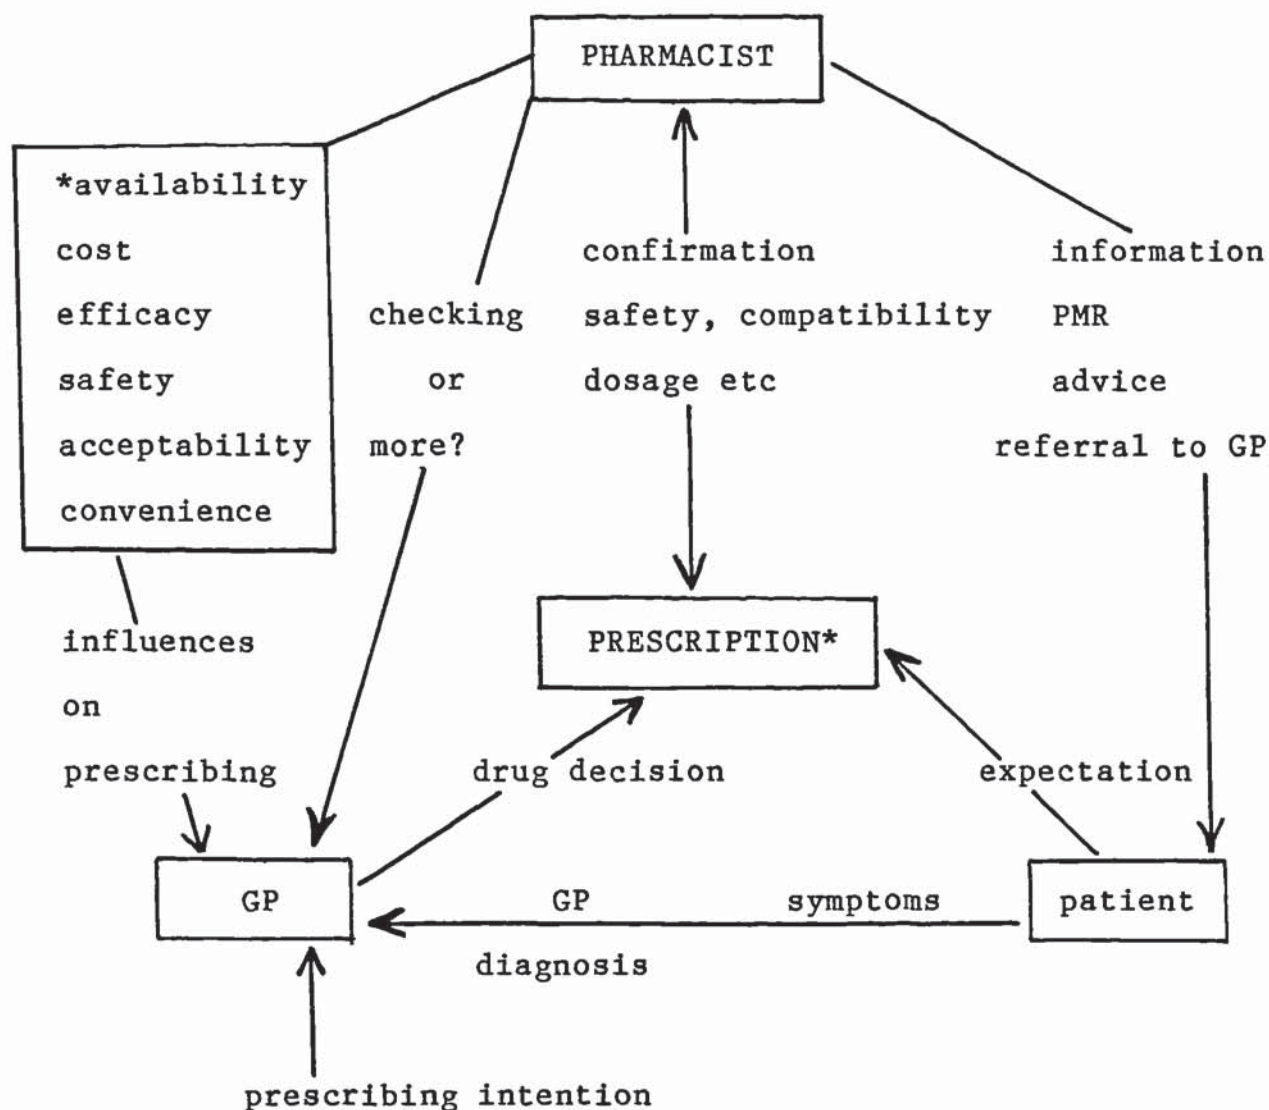 PHARMACIST
*availability
cost
efficacy
safety
acceptability
convenience
checking
or
more?
confirmation
safety, compatibility
dosage etc
information
PMR
advice
referral to GP
influences
on
prescribing
PRESCRIPTION*
drug decision
expectation
GP
GP
symptoms
patient
diagnosis
prescribing intention